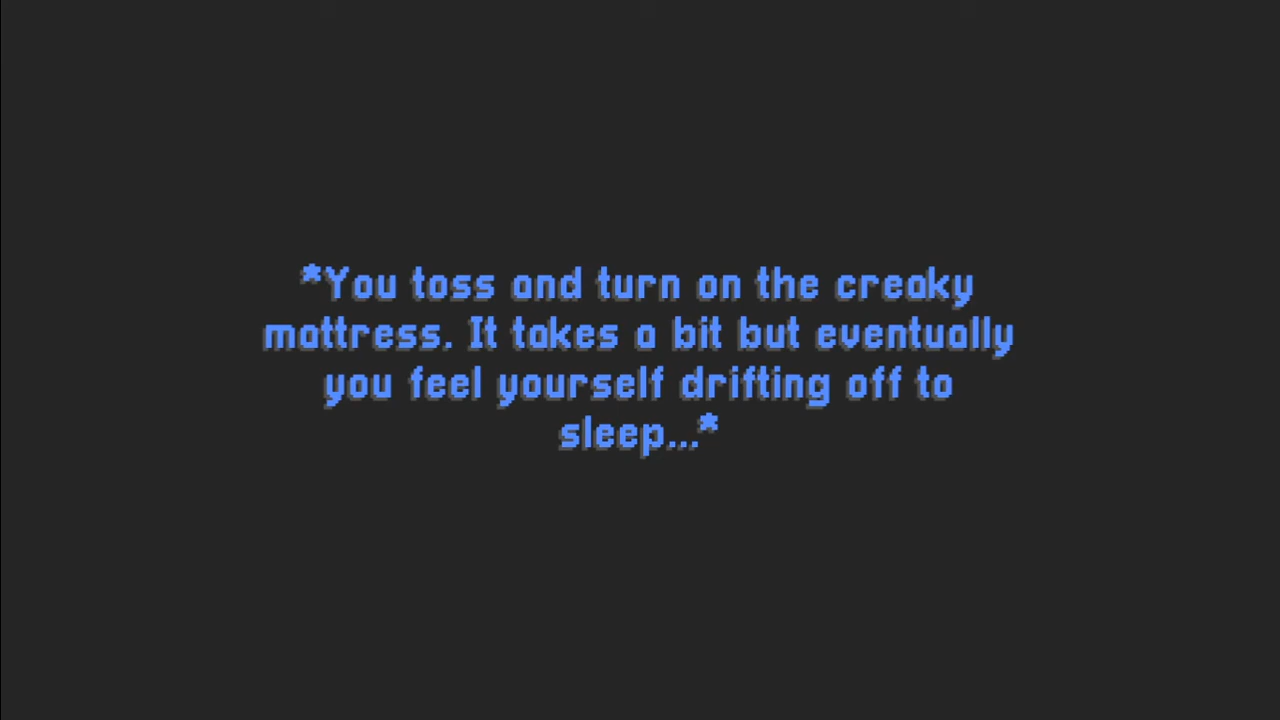 *You toss and turn on the creaky
mattress. It takes a bit but eventually
you feel yourself drifting off to
sleep...*